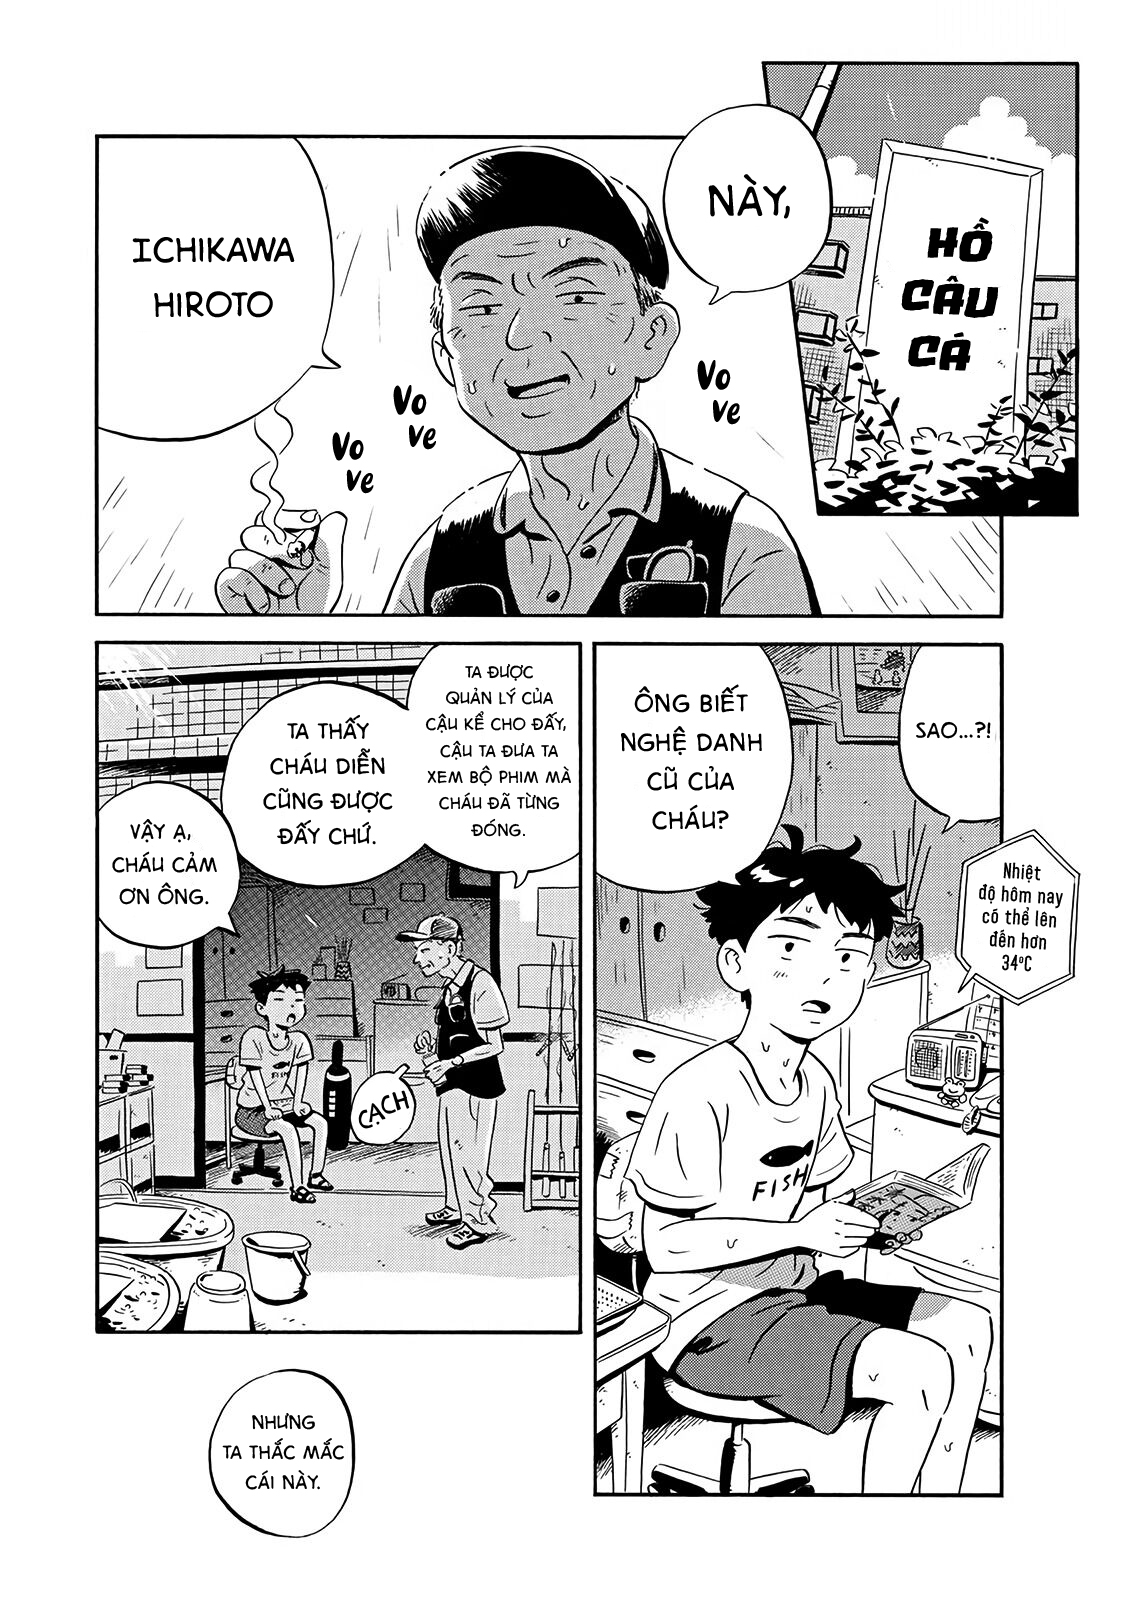 HỒ
CÂU
CÁ
NÀY,
ICHIKAWA
HIROTO
VO
VE
VO
VE
VO
VE
SAO...?!
ÔNG BIẾT
NGHỆ DANH
CŨ CỦA
CHÁU?
Nhiệt
độ hôm nay
có thể lên
đến hơn
34°C
FISH
TA ĐƯỢC
QUẢN LÝ CỦA
CẬU KỂ CHO ĐẤY,
CẬU TA ĐƯA TA
XEM BỘ PHIM MÀ
CHÁU ĐÃ TỪNG
ĐÓNG.
TA THẤY
CHÁU DIỄN
CŨNG ĐƯỢC
ĐẤY CHỨ.
VẬY Ạ,
CHÁU CẢM
ƠN ÔNG.
CẠCH
FISH
NHƯNG
TA THẮC MẮC
CÁI NÀY.